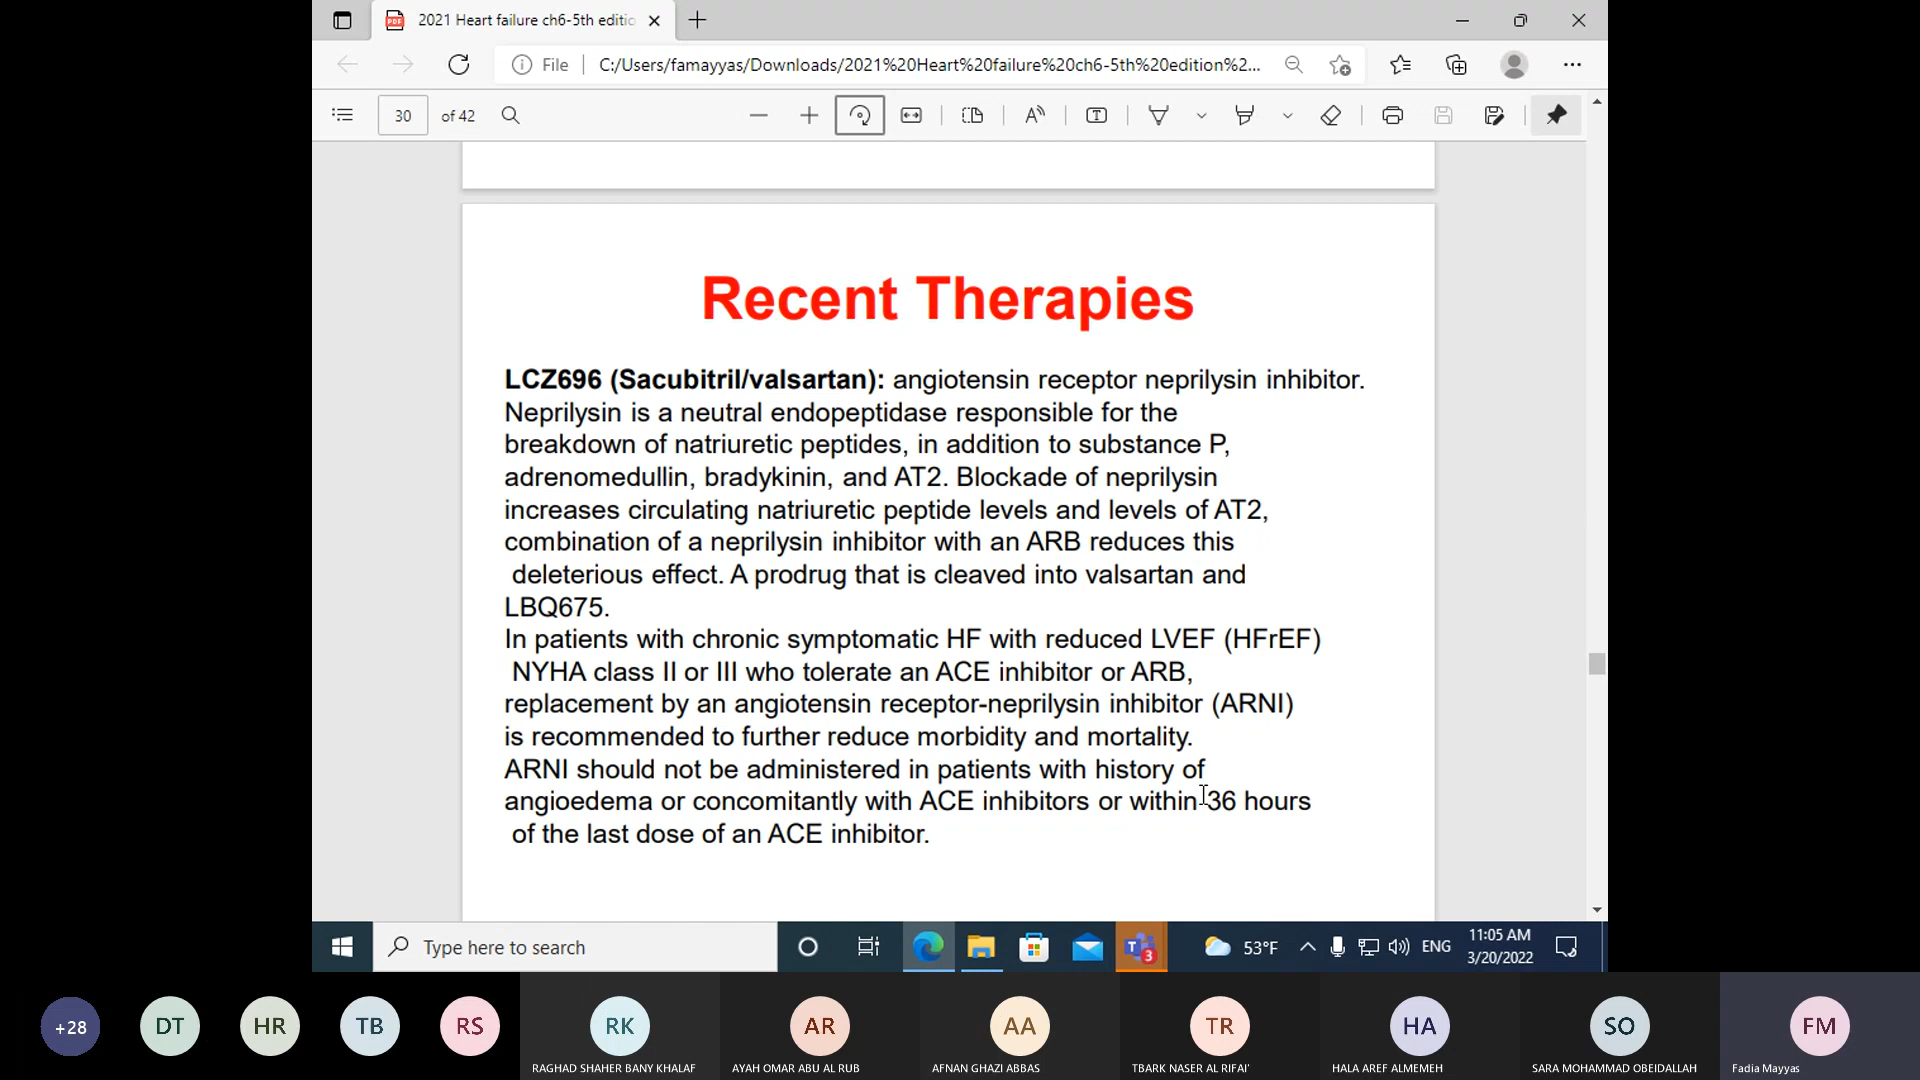 2021 Heart failure ch6-5th editio
File
C:/Users/famayyas/Downloads/2021%20Heart%20failure%20ch6-5th%20edition%2...
30 of 42
Recent Therapies
LCZ696 (Sacubitril/valsartan): angiotensin receptor neprilysin inhibitor.
Neprilysin is a neutral endopeptidase responsible for the
breakdown of natriuretic peptides, in addition to substance P,
adrenomedullin, bradykinin, and AT2. Blockade of neprilysin
increases circulating natriuretic peptide levels and levels of AT2,
combination of a neprilysin inhibitor with an ARB reduces this
deleterious effect. A prodrug that is cleaved into valsartan and
LBQ675.
In patients with chronic symptomatic HF with reduced LVEF (HFrEF)
NYHA class II or III who tolerate an ACE inhibitor or ARB,
replacement by an angiotensin receptor-neprilysin inhibitor (ARNI)
is recommended to further reduce morbidity and mortality.
ARNI should not be administered in patients with history of
angioedema or concomitantly with ACE inhibitors or within 36 hours
of the last dose of an ACE inhibitor.
Type here to search
3
53°F
ENG
11:05 AM
3/20/2022
+28
DT
HR
TB
RS
RK
AR
AA
TR
HA
SO
FM
RAGHAD SHAHER BANY KHALAF
AYAH OMAR ABU AL RUB
AFNAN GHAZI ABBAS
TBARK NASER AL RIFAI'
HALA AREF ALMEMEH
SARA MOHAMMAD OBEIDALLAH
Fadia Mayyas